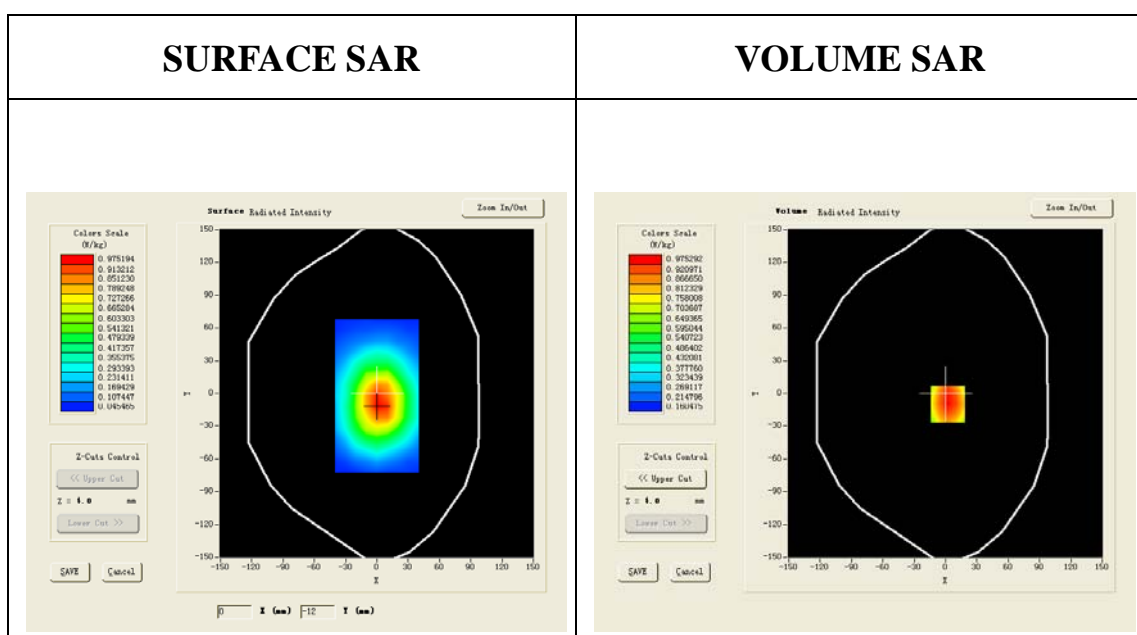 SURFACE SAR
VOLUME SAR
Surface Radiated Intensity
Zoom In/Out
Colors Scale
(W/kg)
0.975194
0.913212
0.851230
0.789248
0.727266
0.665284
0.603303
0.541321
0.479339
0.417357
0.355375
0.293393
0.231411
0.169429
0.107447
0.045465
Z-Cuts Control
<< Upper Cut
Z = 4.0 mm
Lower Cut >>
SAVE
Cancel
150
120
90
60
30
0
-30
-60
-90
-120
-150
Y
-150 -120 -90 -60 -30 0 30 60 90 120 150
X
0 X (mm) -12 Y (mm)
Volume Radiated Intensity
Zoom In/Out
Colors Scale
(W/kg)
0.975292
0.920971
0.866650
0.812329
0.758008
0.703687
0.649365
0.595044
0.540723
0.486402
0.432081
0.377760
0.323439
0.269117
0.214796
0.160475
Z-Cuts Control
<< Upper Cut
Z = 4.0 mm
Lower Cut >>
SAVE
Cancel
150
120
90
60
30
0
-30
-60
-90
-120
-150
Y
-150 -120 -90 -60 -30 0 30 60 90 120 150
X